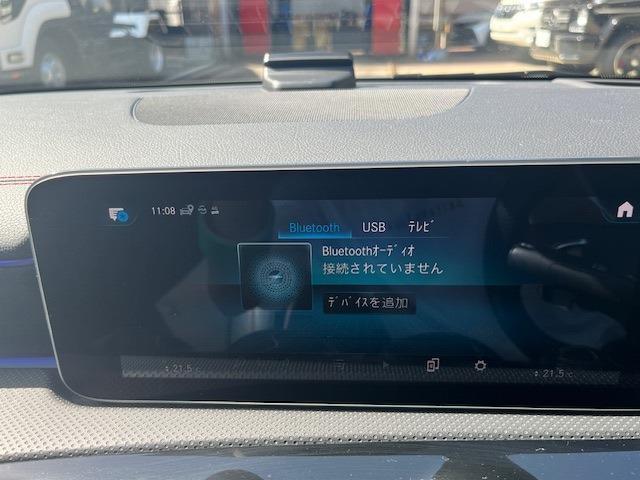 11:08
Bluetooth USB テレビ
Bluetoothオーディオ
接続されていません
デバイスを追加
21.5°C 21.5°C